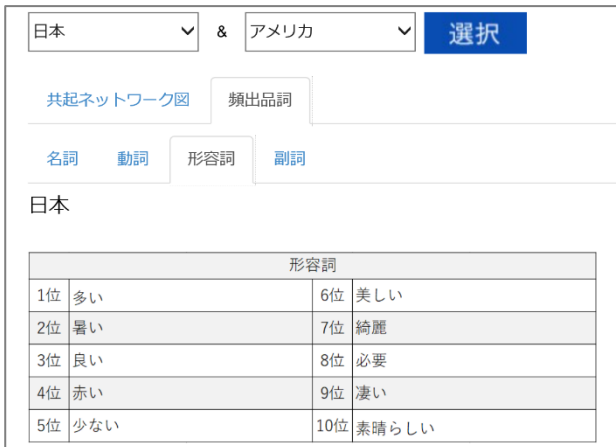 日本 & アメリカ 選択
共起ネットワーク図 頻出品詞
名詞 動詞 形容詞 副詞
日本
形容詞
1位 多い 6位 美しい
2位 暑い 7位 綺麗
3位 良い 8位 必要
4位 赤い 9位 凄い
5位 少ない 10位 素晴らしい